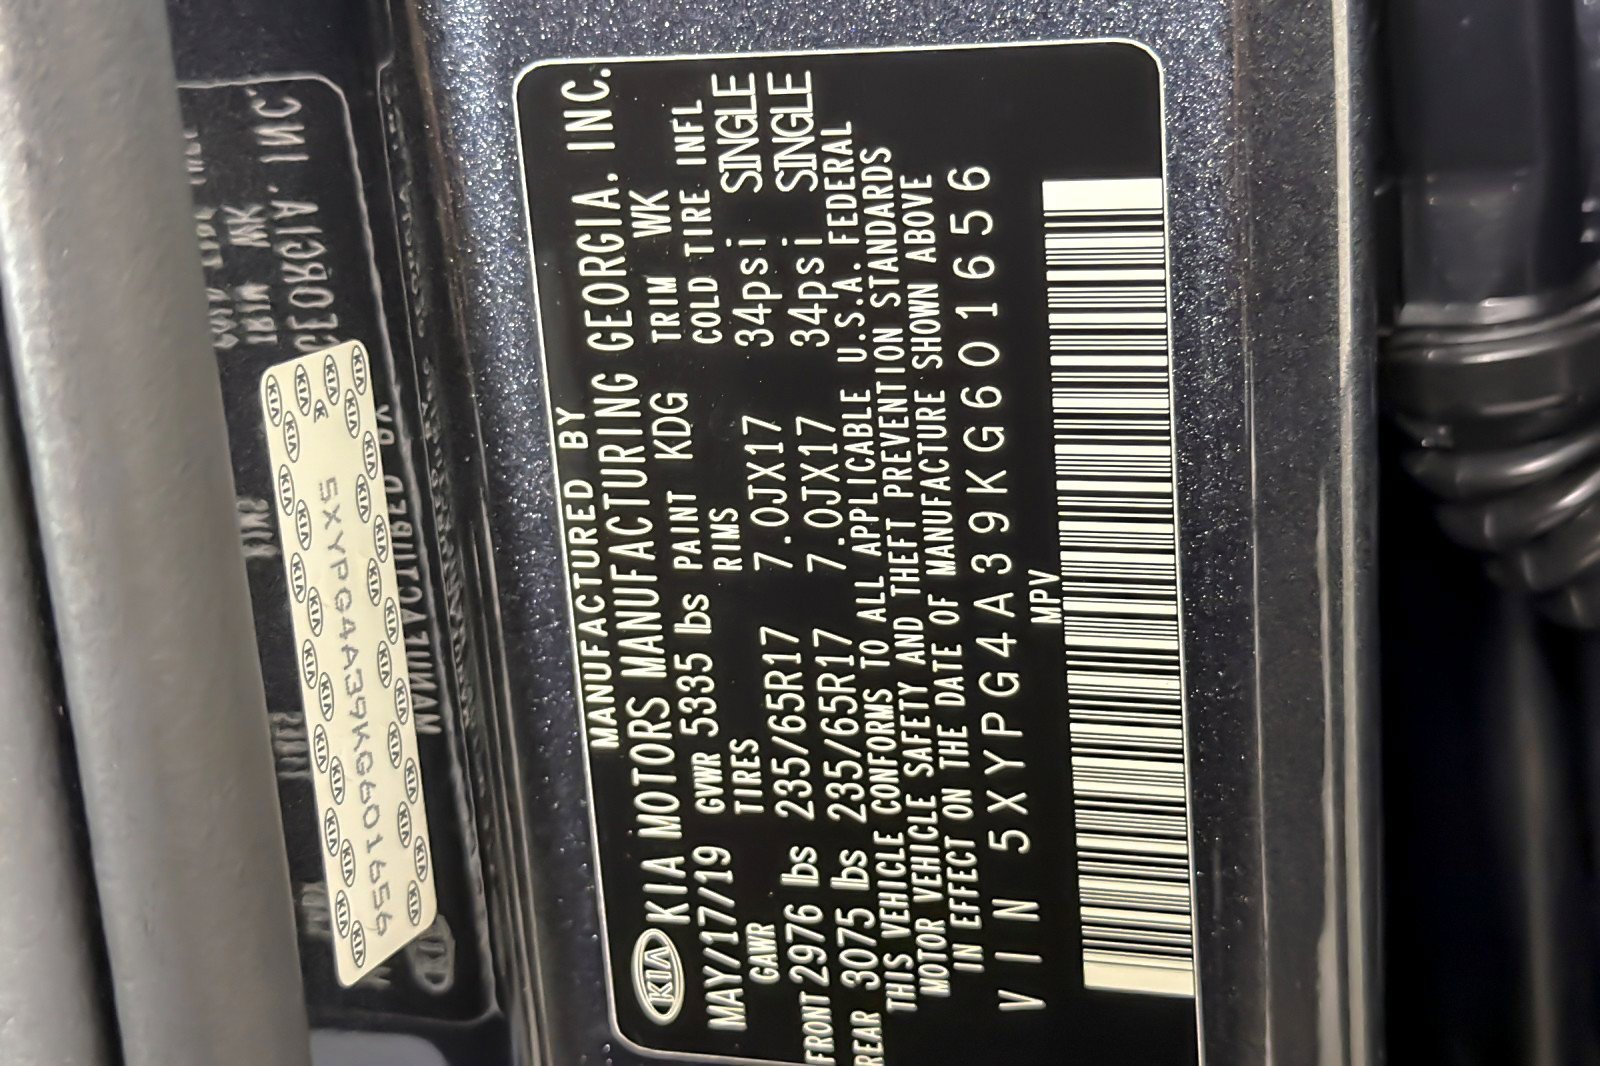 KIA
KIA MOTORS MANUFACTURING GEORGIA, INC.
MANUFACTURED BY
MAY/17/19 GVWR 5335 lbs PAINT KDG TRIM WK
GAWR TIRES RIMS COLD TIRE INFL
FRONT 2976 lbs 235/65R17 7.0JX17 34psi SINGLE
REAR 3075 lbs 235/65R17 7.0JX17 34psi SINGLE
THIS VEHICLE CONFORMS TO ALL APPLICABLE U.S.A. FEDERAL
MOTOR VEHICLE SAFETY AND THEFT PREVENTION STANDARDS
IN EFFECT ON THE DATE OF MANUFACTURE SHOWN ABOVE
VIN 5XYPG4A39KG601656
MPV
5XYPG4A39KG601656